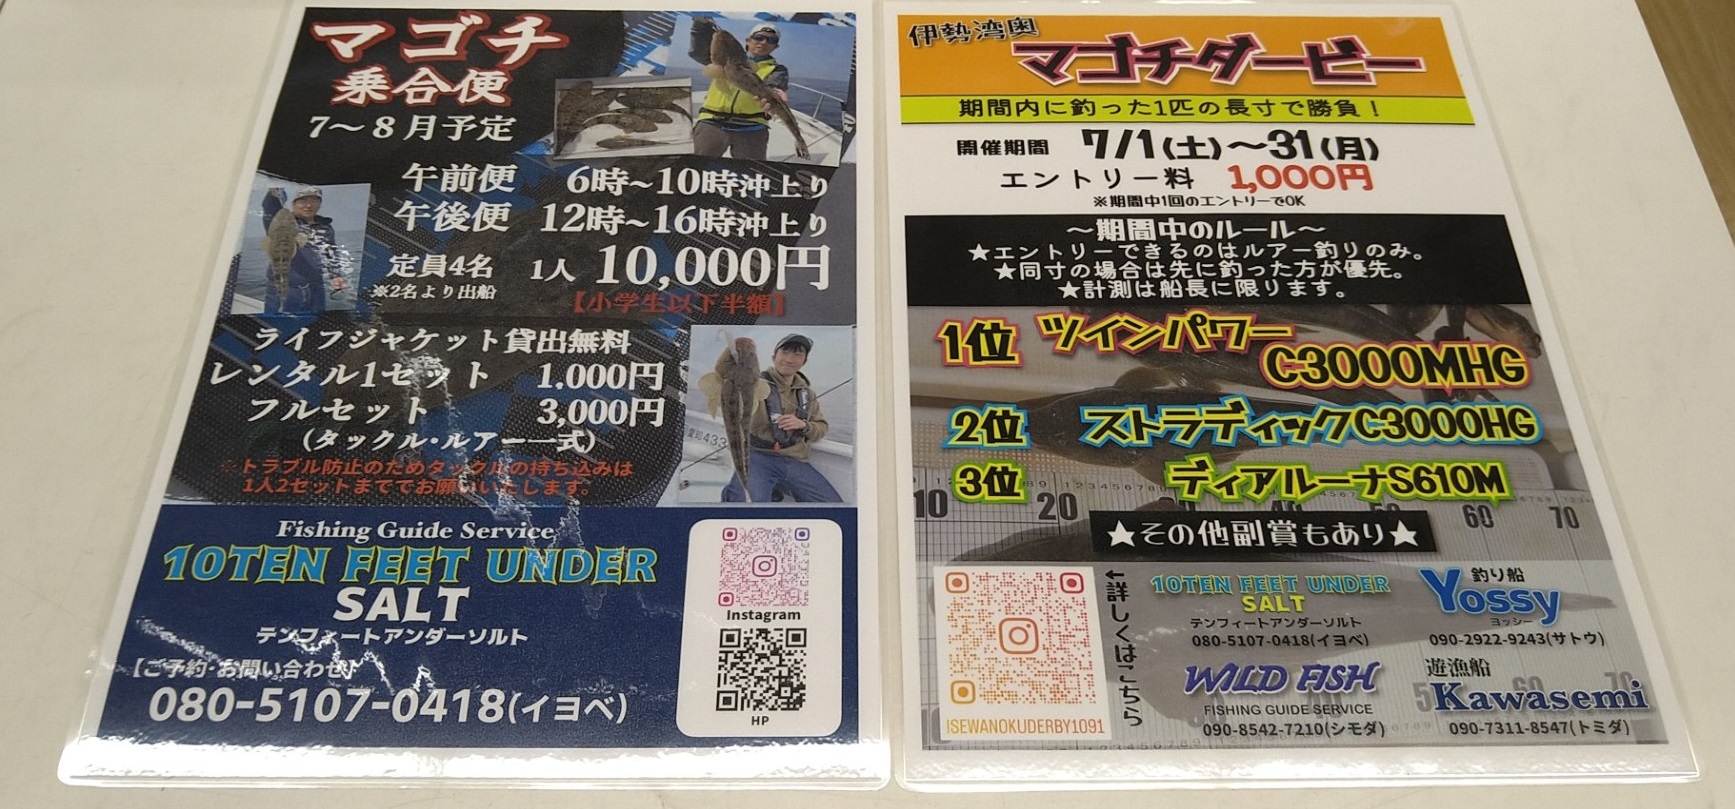 マゴチ
乗合便
7〜8月予定
午前便 6時~10時沖上り
午後便 12時~16時沖上り
定員4名 1人 10,000円
※2名より出船
【小学生以下半額】
ライフジャケット貸出無料
レンタル1セット 1.000円
フルセット 3,000円
(タックル・ルアー一式)
※トラブル防止のためタックルの持ち込みは
1人2セットまででお願いいたします。
Fishing Guide Service
10TEN FEET UNDER
SALT
テンフィートアンダーソルト
【ご予約・お問い合わせ】
080-5107-0418(イヨベ)
Instagram
HP
伊勢湾奥
マゴチダービー
期間内に釣った1匹の長寸で勝負！
開催期間 7/1(土)〜31(月)
エントリー料 1,000円
※期間中1回のエントリーでOK
〜期間中のルール〜
★エントリーできるのはルアー釣りのみ。
★同寸の場合は先に釣った方が優先。
★計測は船長に限ります。
1位 ツインパワー
C3000MHG
2位 ストラディックC3000HG
3位 ディアルーナS610M
★その他副賞もあり★
ISEWANOKUDERBY1091
←詳しくはこちら
10TEN FEET UNDER
SALT
テンフィートアンダーソルト
080-5107-0418(イヨベ)
釣り船
Yossy
ヨッシー
090-2922-9243(サトウ)
WILD FISH
FISHING GUIDE SERVICE
090-8542-7210(シモダ)
遊漁船
Kawasemi
090-7311-8547(トミダ)